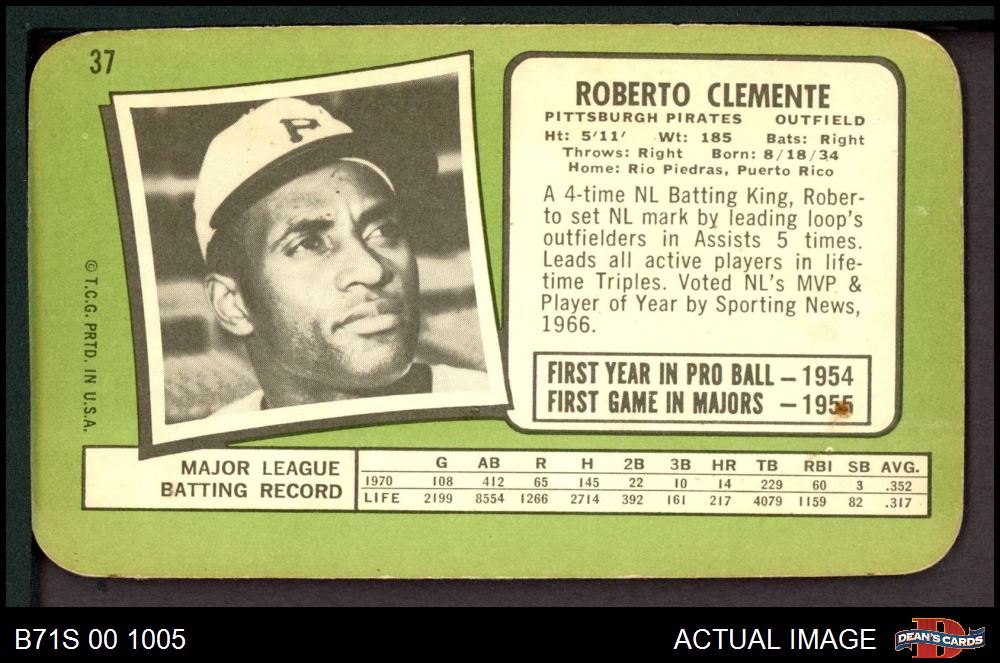 37
P
© T.C.G. PRTD. IN U.S.A.
ROBERTO CLEMENTE
PITTSBURGH PIRATES OUTFIELD
Ht: 5'11' Wt: 185 Bats: Right
Throws: Right Born: 8/18/34
Home: Rio Piedras, Puerto Rico
A 4-time NL Batting King, Rober-
to set NL mark by leading loop's
outfielders in Assists 5 times.
Leads all active players in life-
time Triples. Voted NL's MVP &
Player of Year by Sporting News,
1966.
FIRST YEAR IN PRO BALL – 1954
FIRST GAME IN MAJORS – 1955
MAJOR LEAGUE
BATTING RECORD
G AB R H 2B 3B HR TB RBI SB AVG.
1970 108 412 65 145 22 10 14 229 60 3 .352
LIFE 2199 8554 1266 2714 392 161 217 4079 1159 82 .317
B71S 00 1005
ACTUAL IMAGE
D
DEAN'S CARDS